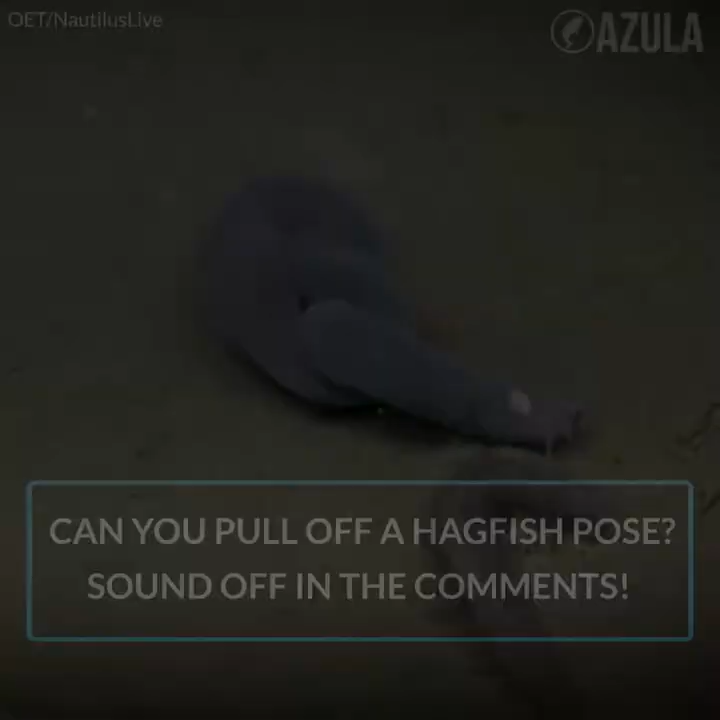 OET/NautilusLive
AZULA
CAN YOU PULL OFF A HAGFISH POSE?
SOUND OFF IN THE COMMENTS!